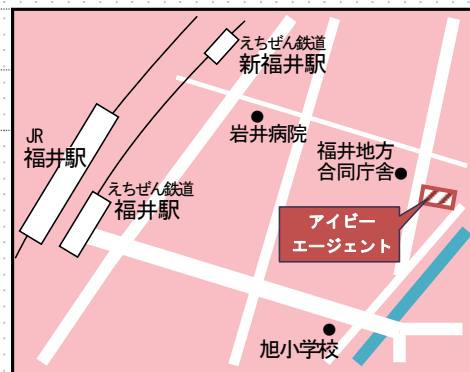 えちぜん鉄道
新福井駅
岩井病院
JR
福井駅
福井地方
合同庁舎
えちぜん鉄道
福井駅
アイビー
エージェント
旭小学校